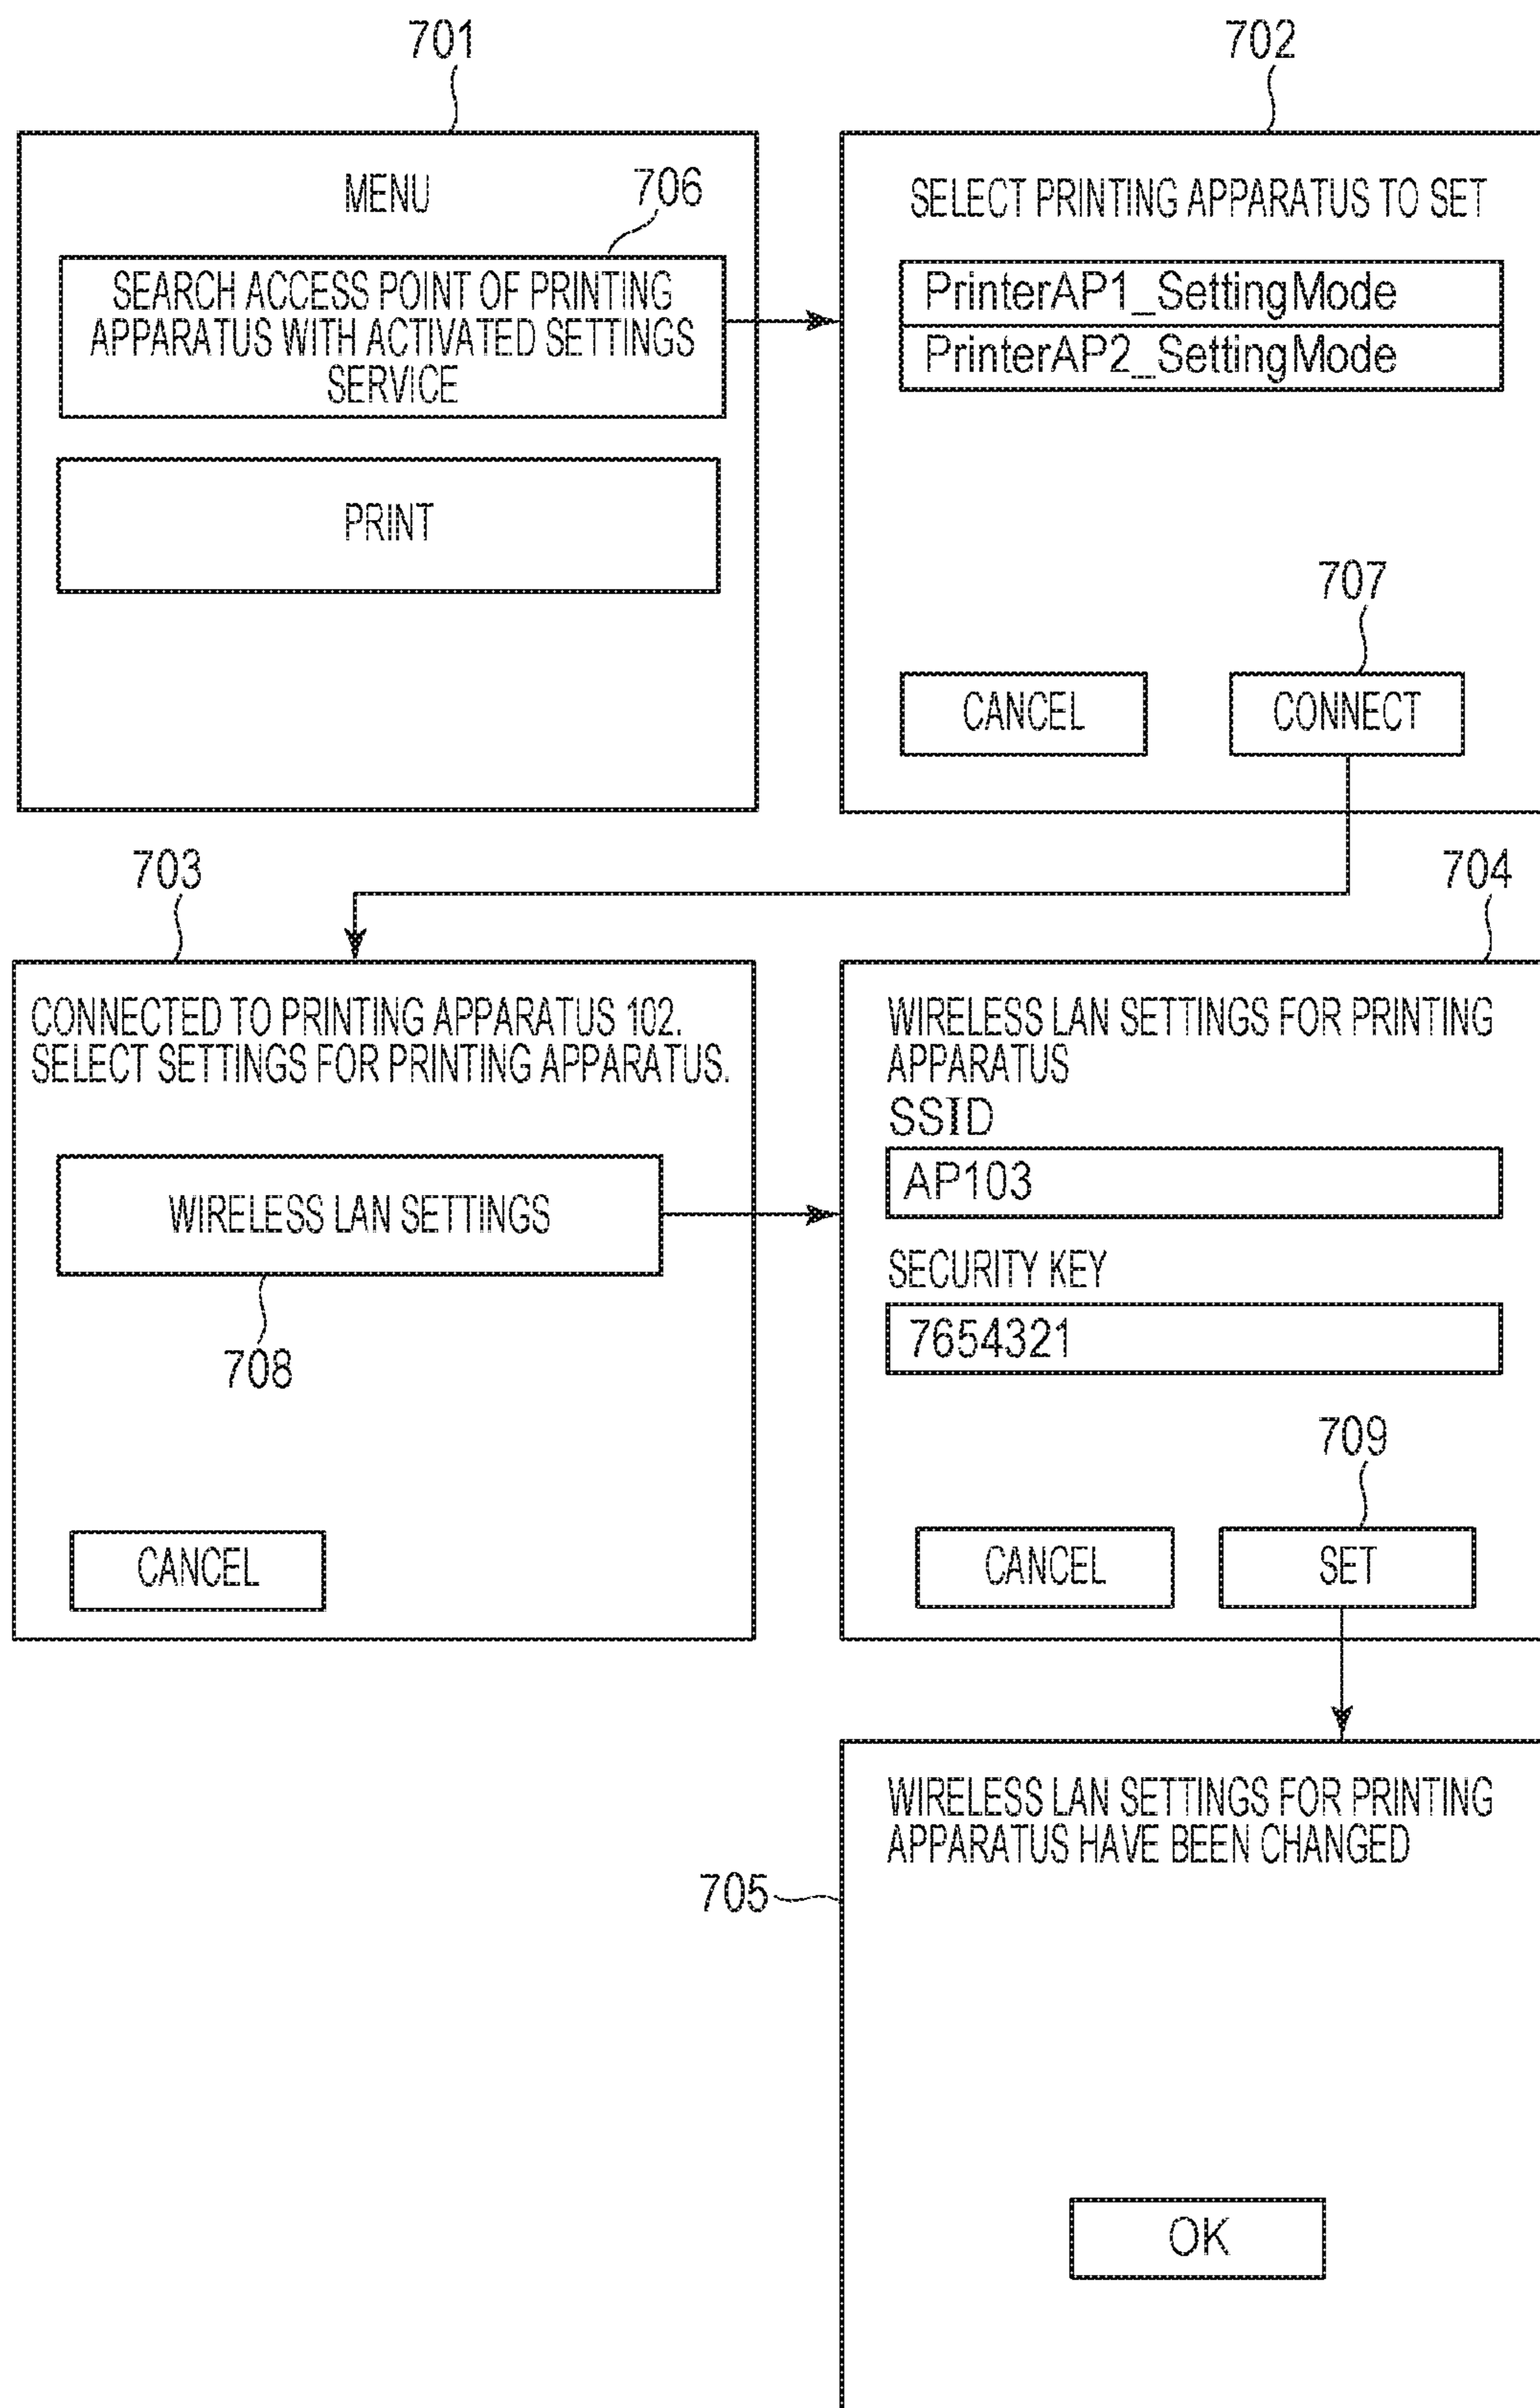 701
702
MENU
706
SEARCH ACCESS POINT OF PRINTING
APPARATUS WITH ACTIVATED SETTINGS
SERVICE
PRINT
SELECT PRINTING APPARATUS TO SET
PrinterAP1_SettingMode
PrinterAP2_SettingMode
707
CANCEL
CONNECT
703
704
CONNECTED TO PRINTING APPARATUS 102.
SELECT SETTINGS FOR PRINTING APPARATUS.
WIRELESS LAN SETTINGS
708
CANCEL
WIRELESS LAN SETTINGS FOR PRINTING
APPARATUS
SSID
AP103
SECURITY KEY
7654321
709
CANCEL
SET
705
WIRELESS LAN SETTINGS FOR PRINTING
APPARATUS HAVE BEEN CHANGED
OK